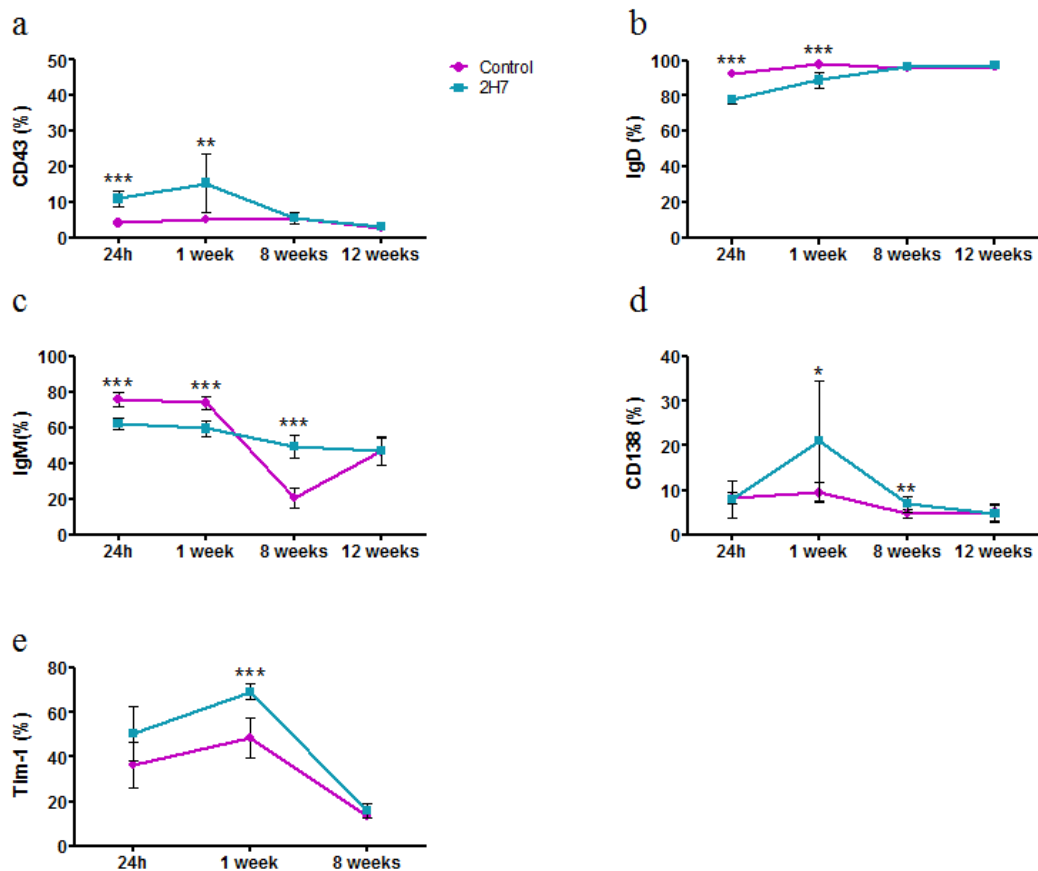 a
50
40
30
20
10
0
CD43 (%)
***
**
24h 1 week 8 weeks 12 weeks
Control
2H7
b
100
80
60
40
20
0
IgD (%)
***
***
24h 1 week 8 weeks 12 weeks
c
100
80
60
40
20
0
IgM(%)
***
***
***
24h 1 week 8 weeks 12 weeks
d
40
30
20
10
0
CD138 (%)
*
**
24h 1 week 8 weeks 12 weeks
e
80
60
40
20
0
TIm-1 (%)
***
24h 1 week 8 weeks